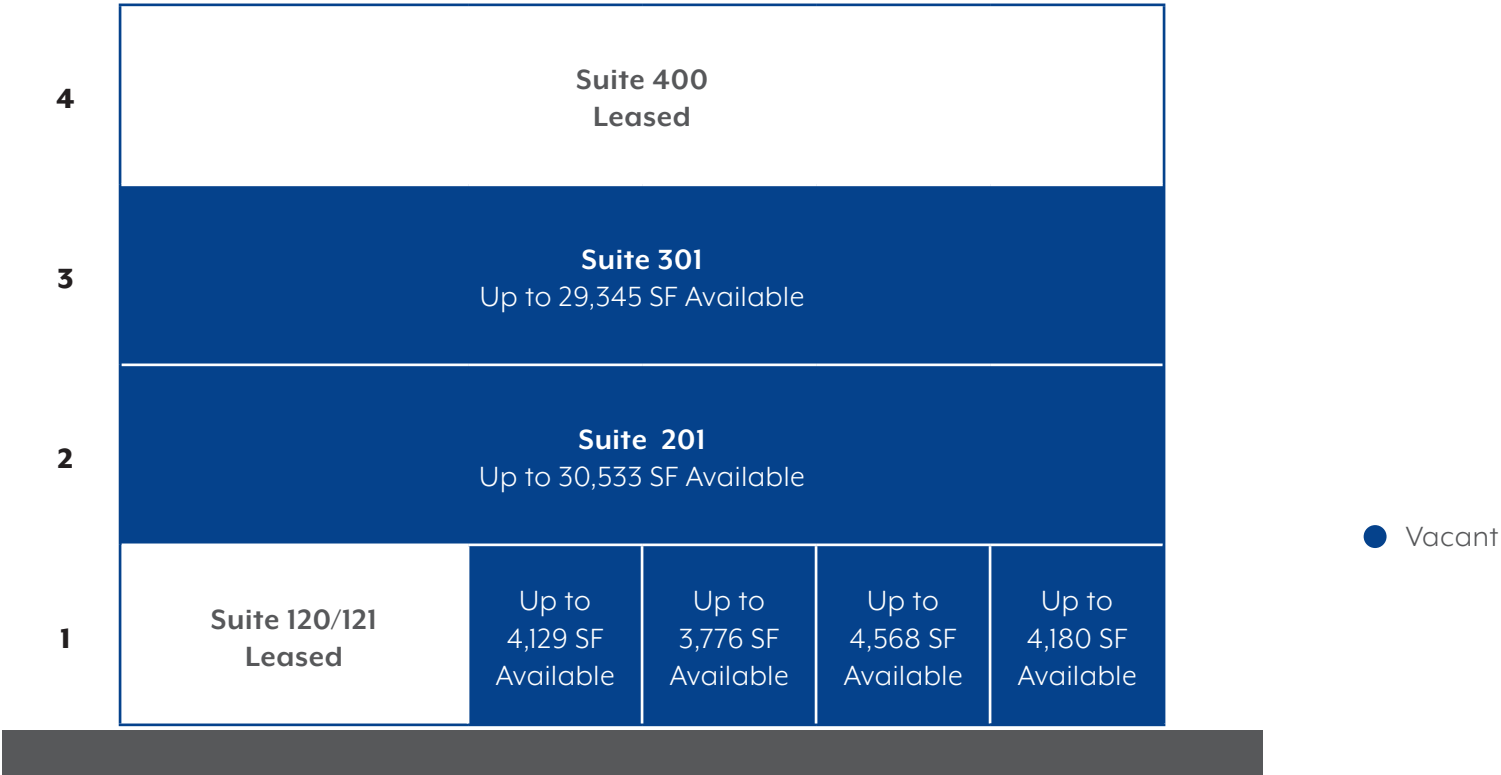 4
Suite 400
Leased
3
Suite 301
Up to 29,345 SF Available
2
Suite 201
Up to 30,533 SF Available
Vacant
1
Suite 120/121
Leased
Up to
4,129 SF
Available
Up to
3,776 SF
Available
Up to
4,568 SF
Available
Up to
4,180 SF
Available